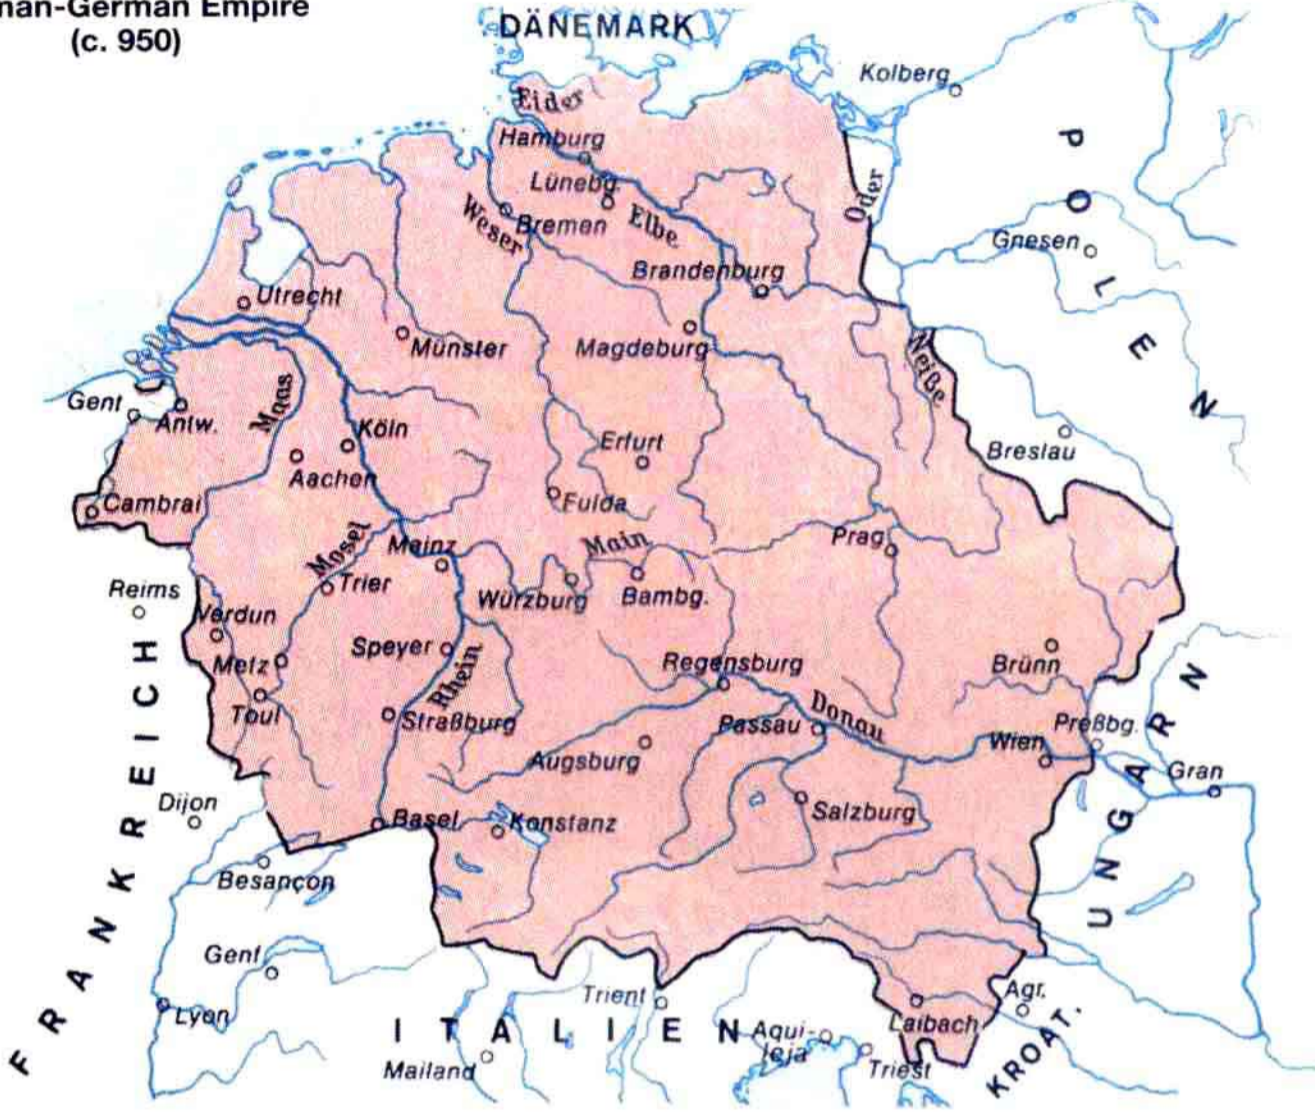 man-German Empire
(c. 950)
DÄNEMARK
Kolberg
Eider
Hamburg
POLEN
Lünebg.
Oder
Weser
Bremen
Elbe
Gnesen
Brandenburg
Utrecht
Münster
Magdeburg
Neiße
Maas
Gent
Antw.
Köln
Erfurt
Breslau
Aachen
Cambrai
Fulda
Mosel
Mainz
Main
Prag
Reims
Trier
Würzburg
Bambg.
Verdun
FRANKREICH
Speyer
Metz
Rhein
Regensburg
Brünn
UNGARN
Toul
Straßburg
Passau
Donau
Preßbg.
Wien
Augsburg
Gran
Dijon
Salzburg
Basel
Konstanz
Besançon
Genf
Trient
Agr.
Lyon
ITALIEN
Aqui-
leja
Laibach
KROAT.
Mailand
Triest